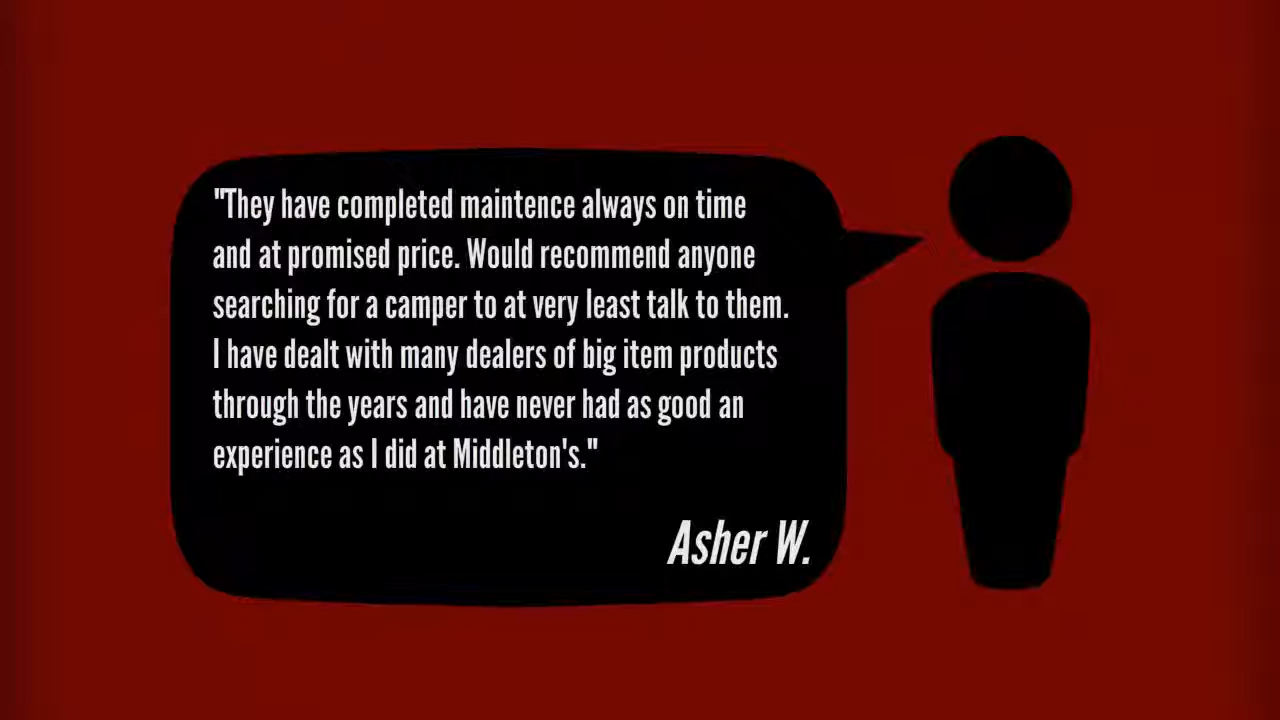 "They have completed maintence always on time
and at promised price. Would recommend anyone
searching for a camper to at very least talk to them.
I have dealt with many dealers of big item products
through the years and have never had as good an
experience as I did at Middleton's."
Asher W.